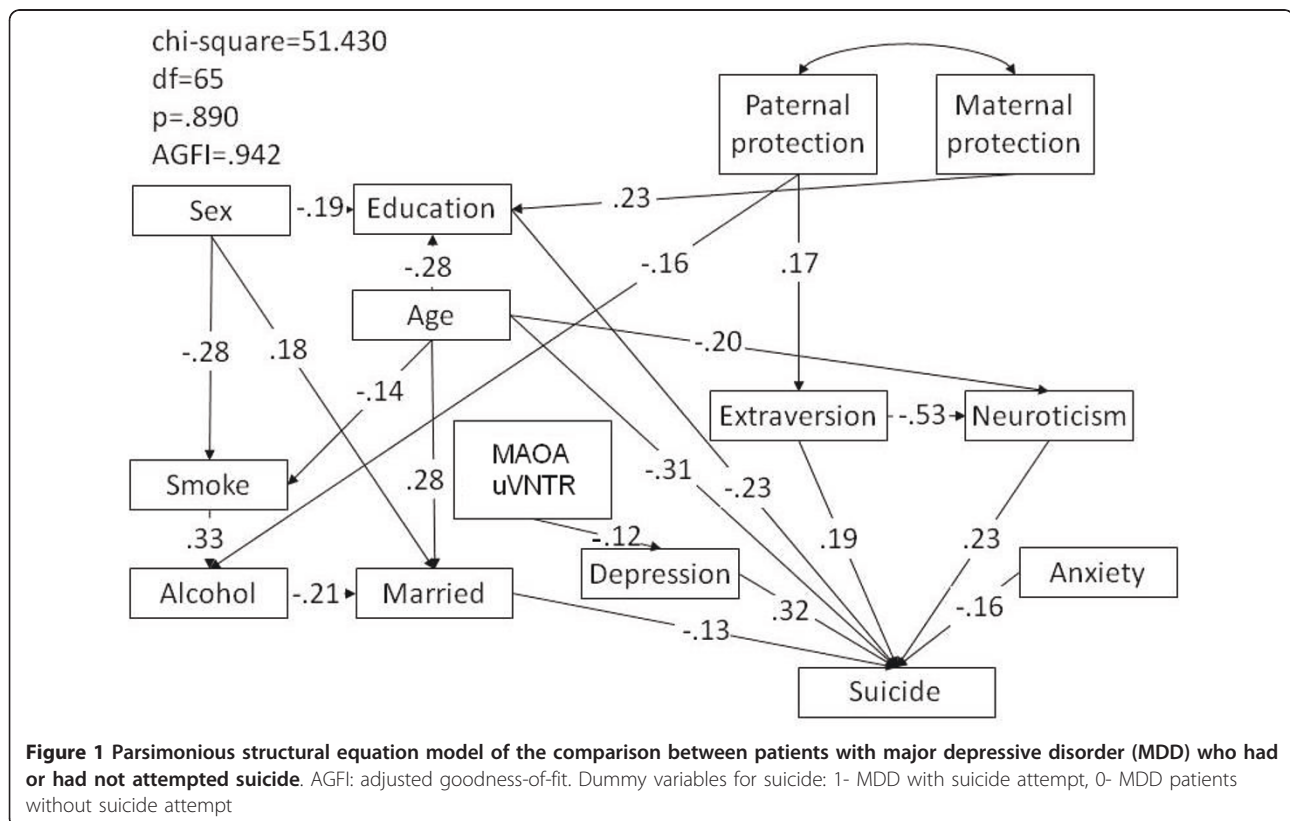 chi-square=51.430
df=65
p=.890
AGFI=.942
Paternal
protection
Maternal
protection
Sex
-.19
Education
.23
-.28
-.16
.17
Age
-.20
-.28
.18
-.14
Extraversion
-.53
Neuroticism
MAOA
uVNTR
-.31
-.23
Smoke
.28
.33
-.12
.19
.23
Alcohol
-.21
Married
Depression
Anxiety
.32
-.16
-.13
Suicide
Figure 1 Parsimonious structural equation model of the comparison between patients with major depressive disorder (MDD) who had
or had not attempted suicide. AGFI: adjusted goodness-of-fit. Dummy variables for suicide: 1- MDD with suicide attempt, 0- MDD patients
without suicide attempt